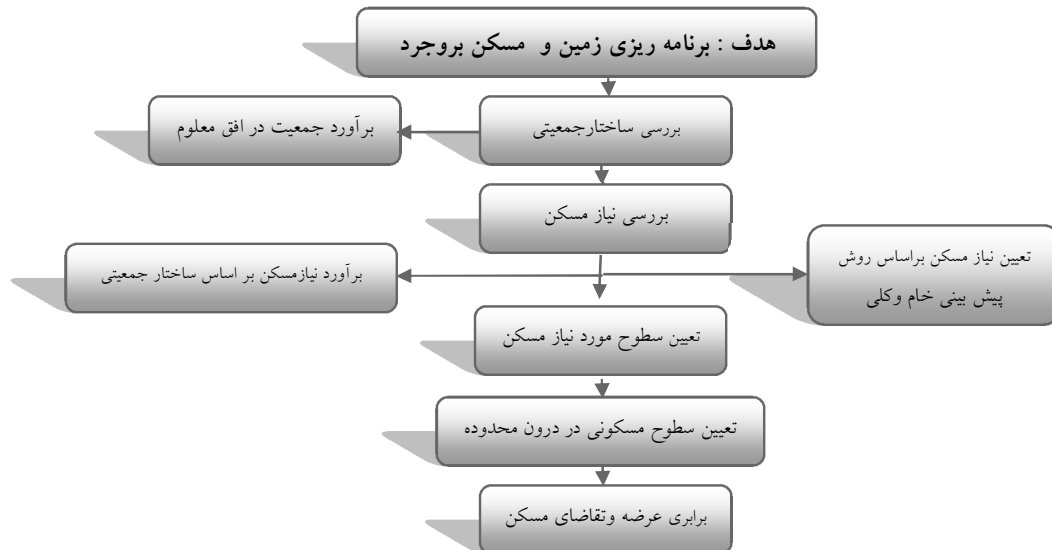 هدف : برنامه ریزی زمین و مسکن بروجرد
بررسی ساختارجمعیتی
برآورد جمعیت در افق معلوم
بررسی نیاز مسکن
تعیین نیاز مسکن براساس روش
پیش بینی خام وکلی
برآورد نیازمسکن بر اساس ساختار جمعیتی
تعیین سطوح مورد نیاز مسکن
تعیین سطوح مسکونی در درون محدوده
برابری عرضه وتقاضای مسکن